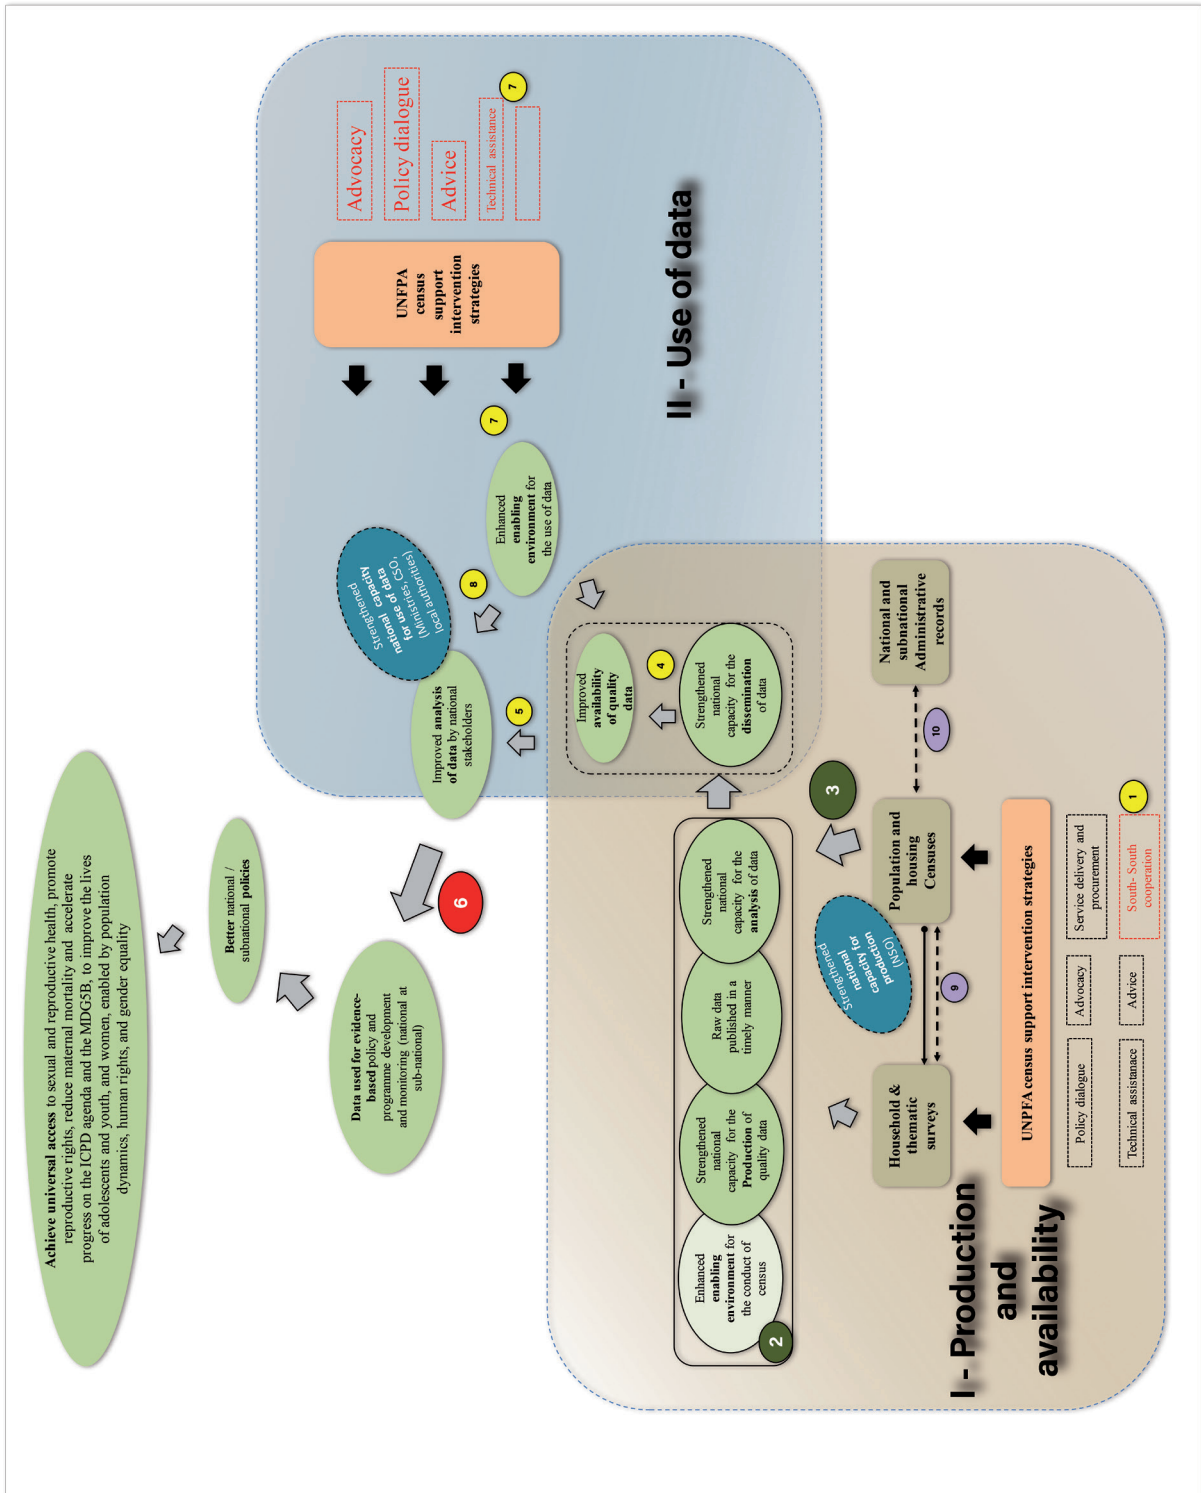 Achieve universal access to sexual and reproductive health, promote
reproductive rights, reduce maternal mortality and accelerate
progress on the ICPD agenda and the MDG5B, to improve the lives
of adolescents and youth, and women, enabled by population
dynamics, human rights, and gender equality
Better national /
subnational policies
Data used for evidence-
based policy and
programme development
and monitoring (national at
sub-national)
6
Improved analysis
of data by national
stakeholders
5
Strengthened
national capacity
for use of data
(Ministries, CSO,
local authorities)
8
Enhanced
enabling
environment for
the use of data
7
UNFPA
census
support
intervention
strategies
Advocacy
Policy dialogue
Advice
Technical assistance
7
II - Use of data
Improved
availability
of quality
data
4
Strengthened
national
capacity for the
dissemination
of data
Enhanced
enabling
environment for
the conduct of
census
2
Strengthened
national
capacity for the
Production of
quality data
Raw data
published in a
timely manner
Strengthened
national
capacity for the
analysis of data
3
Strengthened
national
capacity for
production
(NSO)
Household &
thematic
surveys
9
Population and
housing
Censuses
10
National and
subnational
Administrative
records
I - Production
and
availability
UNPFA census support intervention strategies
Policy dialogue
Advocacy
Service delivery and
procurement
Technical assistanace
Advice
South- South
cooperation
1